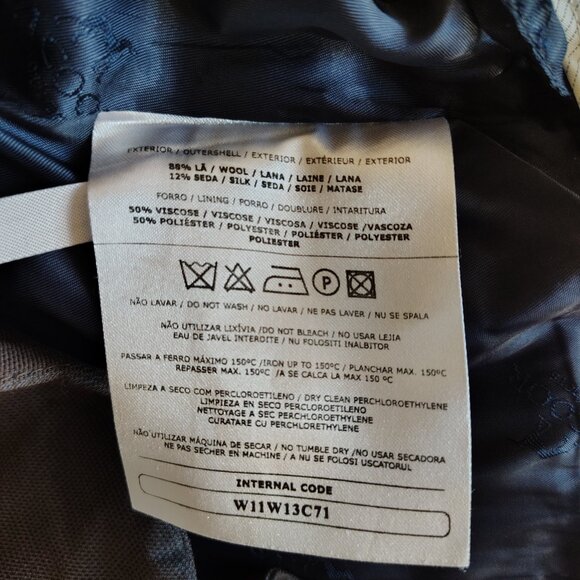 EXTERIOR / OUTERSHELL / EXTERIOR / EXTÉRIEUR / EXTERIOR
88% LÃ / WOOL / LANA / LAINE / LANA
12% SEDA / SILK / SEDA / SOIE / MATASE
FORRO / LINING / FORRO / DOUBLURE / INTARITURA
50% VISCOSE / VISCOSE / VISCOSA / VISCOSE /VASCOZA
50% POLIÉSTER / POLYESTER / POLIÉSTER / POLYESTER
POLIESTER
P
NÃO LAVAR / DO NOT WASH / NO LAVAR / NE PAS LAVER / NU SE SPALA
NÃO UTILIZAR LIXÍVIA /DO NOT BLEACH / NO USAR LEJIA
EAU DE JAVEL INTERDITE / NU FOLOSITI INALBITOR
PASSAR A FERRO MÁXIMO 150ºC /IRON UP TO 150ºC / PLANCHAR MAX. 150ºC
REPASSER MAX. 150ºC /A SE CALCA LA MAX 150 ºC
LIMPEZA A SECO COM PERCLOROETILENO / DRY CLEAN PERCHLOROETHYLENE
LIMPIEZA EN SECO PERCLOROETILENO
NETTOYAGE A SEC PERCHLORETHYLENE
CURATARE CU PERCHLORETHYLENE
NÃO UTILIZAR MÁQUINA DE SECAR / NO TUMBLE DRY /NO USAR SECADORA
NE PAS SECHER EN MACHINE / A NU SE FOLOSI USCATORUL
INTERNAL CODE
W11W13C71